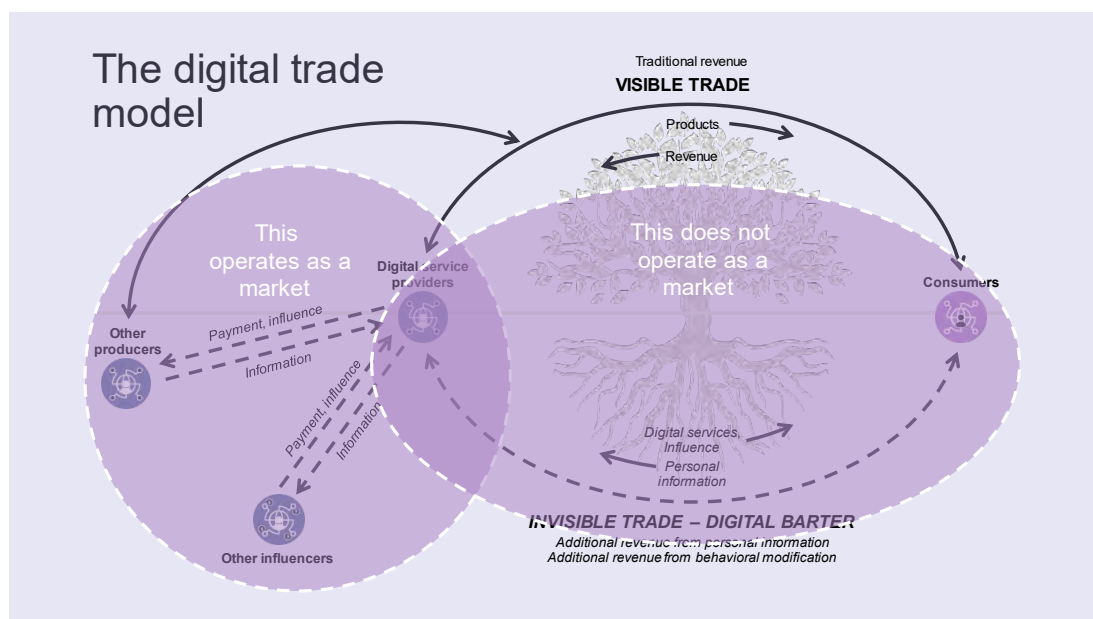 The digital trade
model
Traditional revenue
VISIBLE TRADE
Products
Revenue
This
operates as a
market
This does not
operate as a
market
Digital service
providers
Consumers
Other
producers
Payment, influence
Information
Payment, influence
Information
Digital services,
Influence
Personal
information
Other influencers
INVISIBLE TRADE – DIGITAL BARTER
Additional revenue from personal information
Additional revenue from behavioral modification